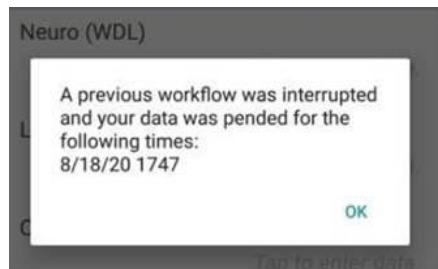 Neuro (WDL)
A previous workflow was interrupted
and your data was pended for the
following times:
8/18/20 1747
L
OK
C
Tap to enter data